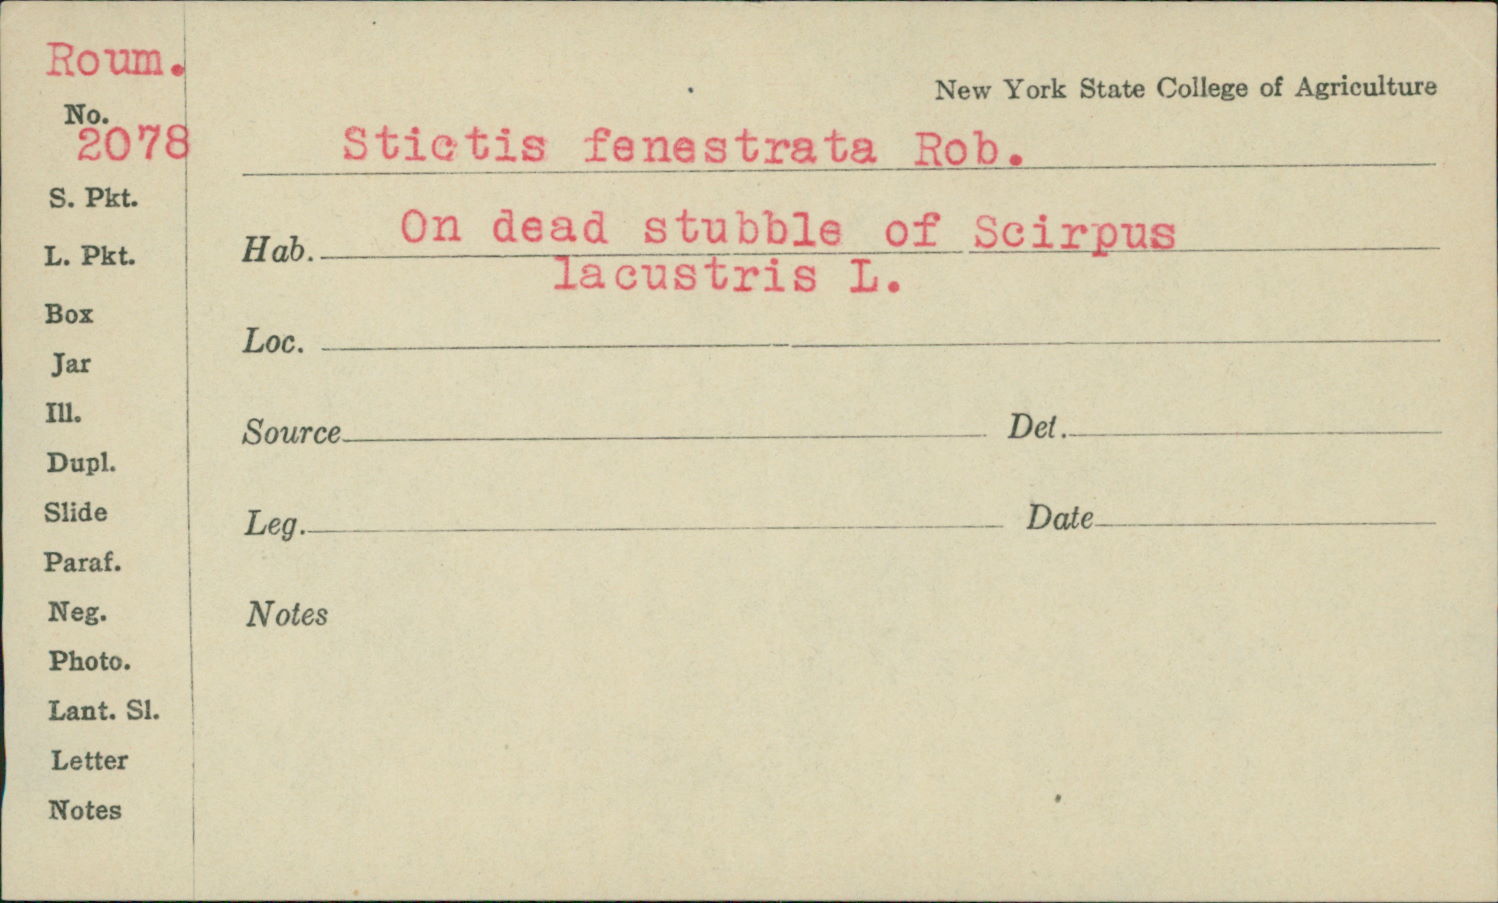 Roum.
New York State College of Agriculture
No.
2078
Stictis fenestrata Rob.
S. Pkt.
Hab. On dead stubble of Scirpus
lacustris L.
L. Pkt.
Box
Loc.
Jar
Ill.
Source Det.
Dupl.
Slide
Leg. Date
Paraf.
Neg.
Notes
Photo.
Lant. Sl.
Letter
Notes